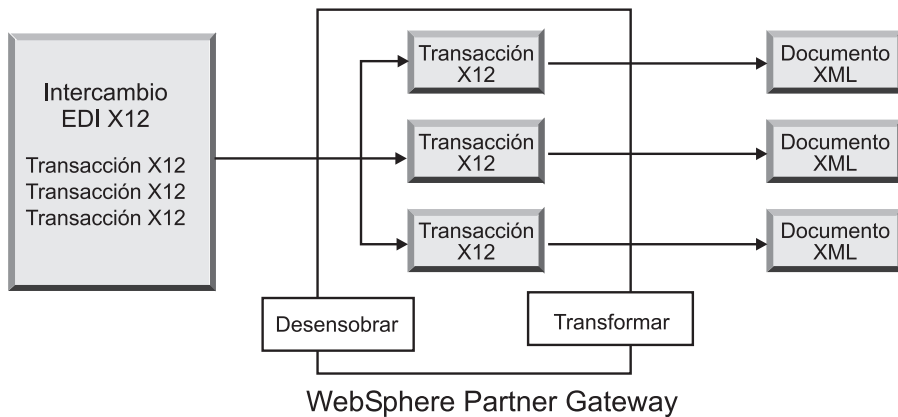 Intercambio
EDI X12
Transacción X12
Transacción X12
Transacción X12
Transacción
X12
Transacción
X12
Transacción
X12
Documento
XML
Documento
XML
Documento
XML
Desensobrar
Transformar
WebSphere Partner Gateway